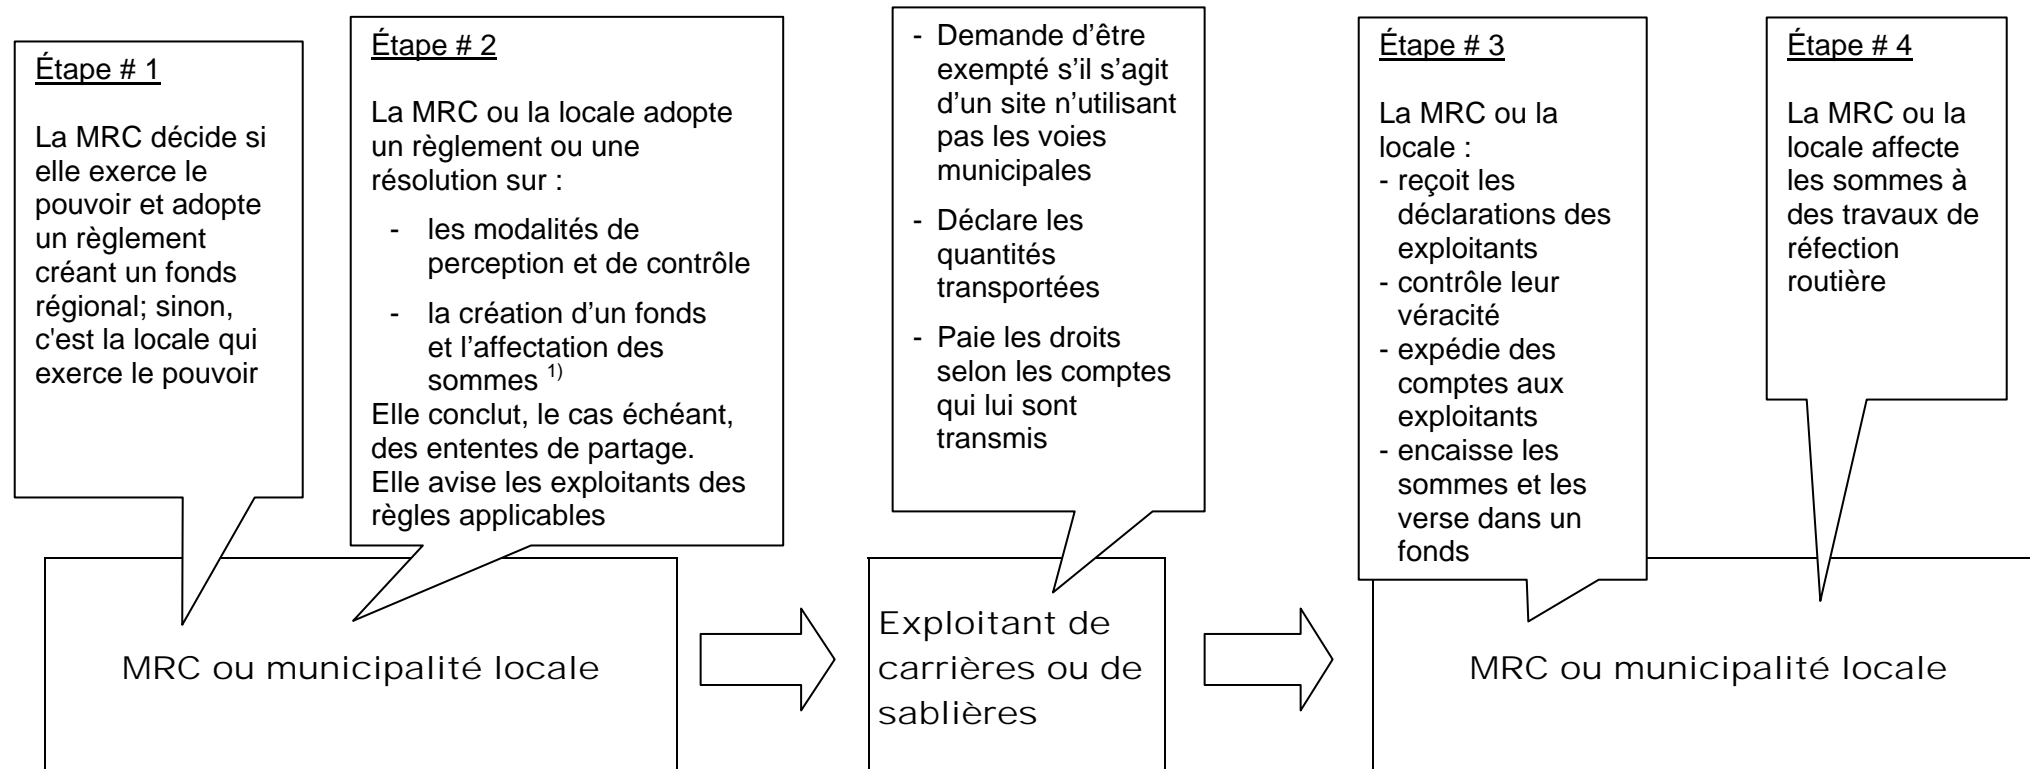 Étape # 1
La MRC décide si
elle exerce le
pouvoir et adopte
un règlement
créant un fonds
régional; sinon,
c'est la locale qui
exerce le pouvoir
Étape # 2
La MRC ou la locale adopte
un règlement ou une
résolution sur :
- les modalités de
perception et de contrôle
- la création d’un fonds
et l’affectation des
sommes 1)
Elle conclut, le cas échéant,
des ententes de partage.
Elle avise les exploitants des
règles applicables
- Demande d’être
exempté s’il s’agit
d’un site n’utilisant
pas les voies
municipales
- Déclare les
quantités
transportées
- Paie les droits
selon les comptes
qui lui sont
transmis
Étape # 3
La MRC ou la
locale :
- reçoit les
déclarations des
exploitants
- contrôle leur
véracité
- expédie des
comptes aux
exploitants
- encaisse les
sommes et les
verse dans un
fonds
Étape # 4
La MRC ou la
locale affecte
les sommes à
des travaux de
réfection
routière
MRC ou municipalité locale
Exploitant de
carrières ou de
sablières
MRC ou municipalité locale